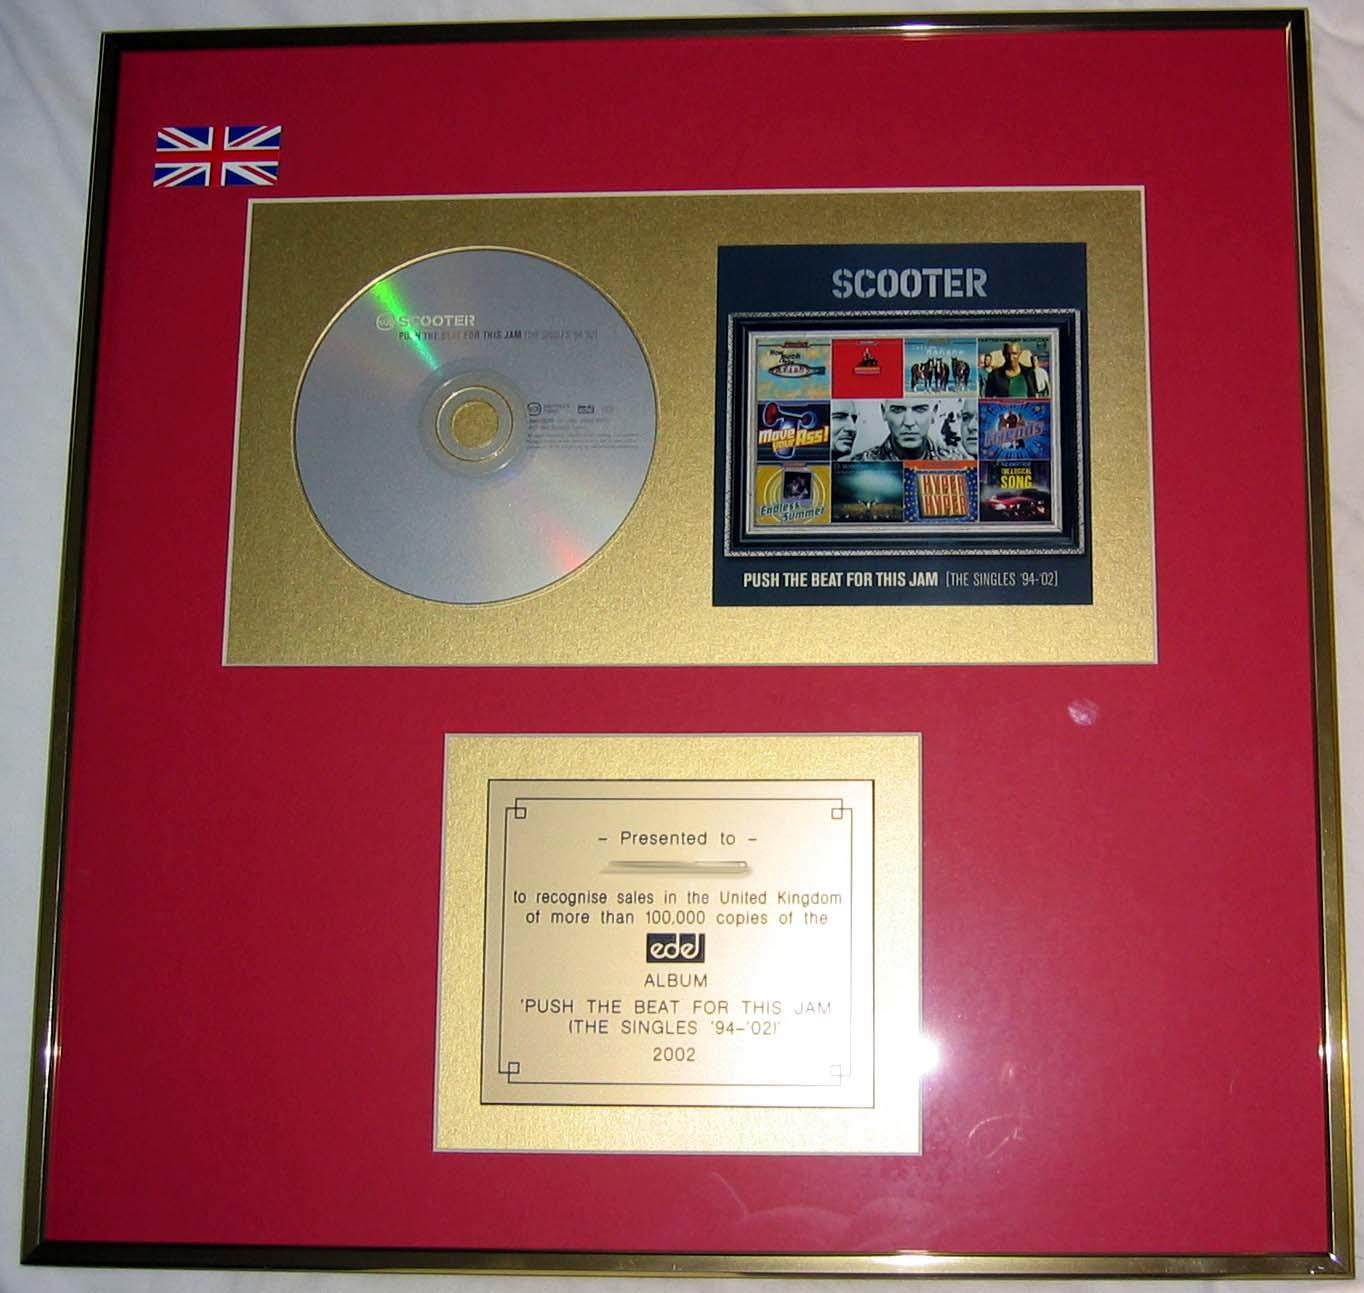 SCOOTER
PUSH THE BEAT FOR THIS JAM [THE SINGLES '94-'02]
edel
SCOOTER
Move your Ass!
Friends
Endless Summer
HYPER HYPER
THE LOGICAL SONG
PUSH THE BEAT FOR THIS JAM [THE SINGLES '94-'02]
– Presented to –
to recognise sales in the United Kingdom
of more than 100,000 copies of the
edel
ALBUM
'PUSH THE BEAT FOR THIS JAM
(THE SINGLES '94-'02)'
2002